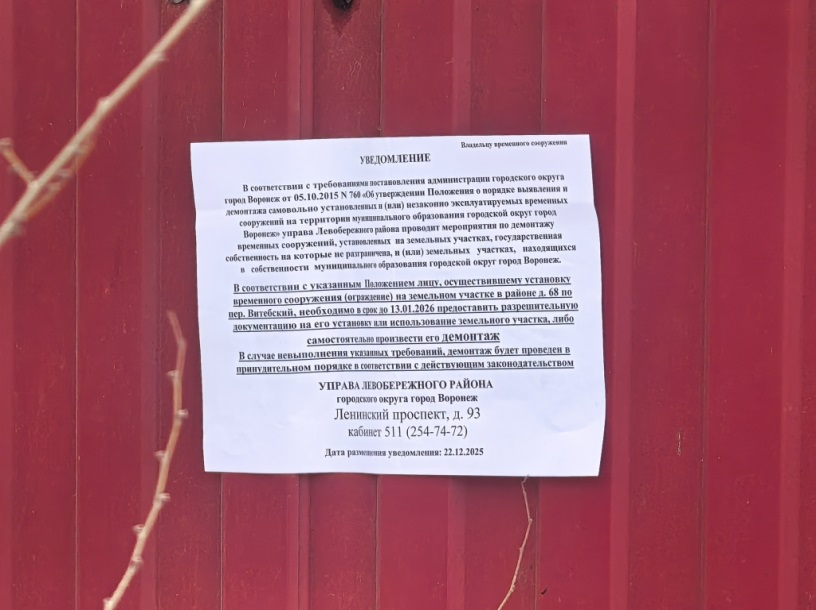 Владельцу временного сооружения
УВЕДОМЛЕНИЕ
В соответствии с требованиями постановления администрации городского округа
город Воронеж от 05.10.2015 N 760 «Об утверждении Положения о порядке выявления и
демонтажа самовольно установленных и (или) незаконно эксплуатируемых временных
сооружений на территории муниципального образования городской округ город
Воронеж» управа Левобережного района проводит мероприятия по демонтажу
временных сооружений, установленных на земельных участках, государственная
собственность на которые не разграничена, и (или) земельных участках, находящихся
в собственности муниципального образования городской округ город Воронеж.
В соответствии с указанным Положением лицу, осуществившему установку
временного сооружения (ограждение) на земельном участке в районе д. 68 по
пер. Витебский, необходимо в срок до 13.01.2026 предоставить разрешительную
документацию на его установку или использование земельного участка, либо
самостоятельно произвести его демонтаж
В случае невыполнения указанных требований, демонтаж будет проведен в
принудительном порядке в соответствии с действующим законодательством
УПРАВА ЛЕВОБЕРЕЖНОГО РАЙОНА
городского округа город Воронеж
Ленинский проспект, д. 93
кабинет 511 (254-74-72)
Дата размещения уведомления: 22.12.2025